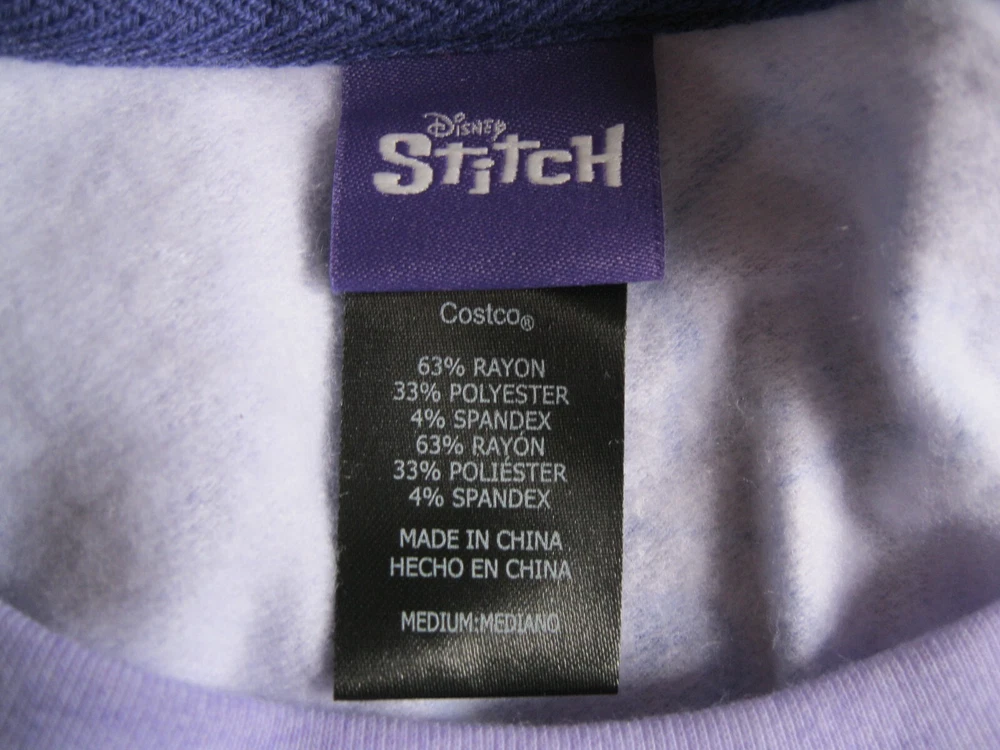 Disney
Stitch
Costco®
63% RAYON
33% POLYESTER
4% SPANDEX
63% RAYÓN
33% POLIÉSTER
4% SPANDEX
MADE IN CHINA
HECHO EN CHINA
MEDIUM:MEDIANO